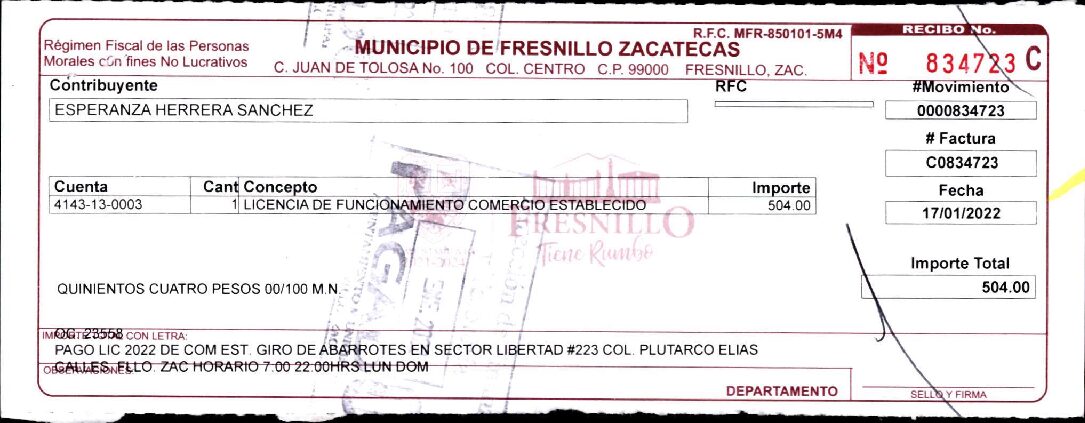 R.F.C. MFR-850101-5M4
RECIBO No.
Régimen Fiscal de las Personas
Morales con fines No Lucrativos
MUNICIPIO DE FRESNILLO ZACATECAS
C. JUAN DE TOLOSA No. 100 COL. CENTRO C.P. 99000 FRESNILLO, ZAC.
Nº 834723 C
Contribuyente
RFC
#Movimiento
ESPERANZA HERRERA SANCHEZ
0000834723
# Factura
C0834723
Cuenta Cant Concepto Importe
Fecha
4143-13-0003 1 LICENCIA DE FUNCIONAMIENTO COMERCIO ESTABLECIDO 504.00
17/01/2022
FRESNILLO
Tiene Rumbo
PAGADO
Importe Total
QUINIENTOS CUATRO PESOS 00/100 M.N.
504.00
OC. 23558
CON LETRA:
PAGO LIC 2022 DE COM EST. GIRO DE ABARROTES EN SECTOR LIBERTAD #223 COL. PLUTARCO ELIAS
CALLES, FLLO. ZAC HORARIO 7:00 22:00HRS LUN DOM
OBSERVACIONES:
DEPARTAMENTO
SELLO Y FIRMA